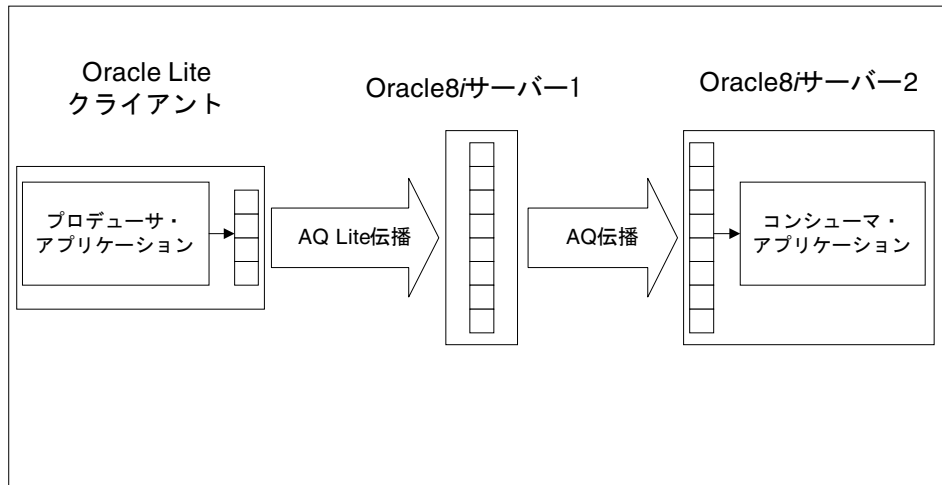 Oracle Lite
クライアント
Oracle8iサーバー1
Oracle8iサーバー2
プロデューサ・
アプリケーション
AQ Lite伝播
AQ伝播
コンシューマ・
アプリケーション